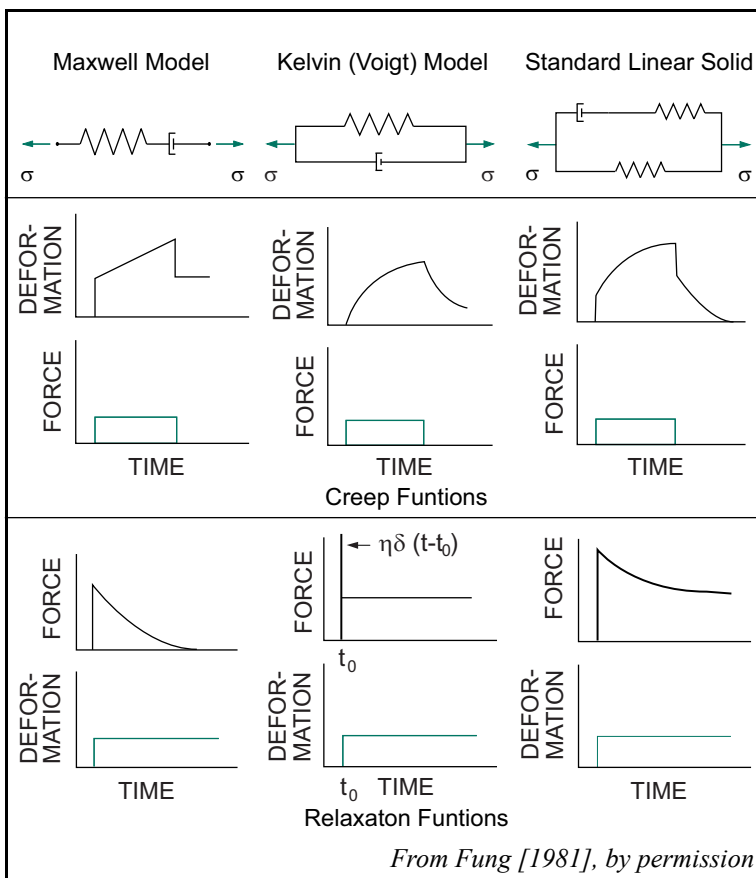 Maxwell Model
Kelvin (Voigt) Model
Standard Linear Solid
σ
σ
σ
σ
σ
σ
DEFOR-
MATION
DEFOR-
MATION
DEFOR-
MATION
FORCE
FORCE
FORCE
TIME
TIME
TIME
Creep Funtions
FORCE
FORCE
ηδ (t-t₀)
t₀
FORCE
DEFOR-
MATION
DEFOR-
MATION
DEFOR-
MATION
TIME
t₀
TIME
TIME
Relaxaton Funtions
From Fung [1981], by permission